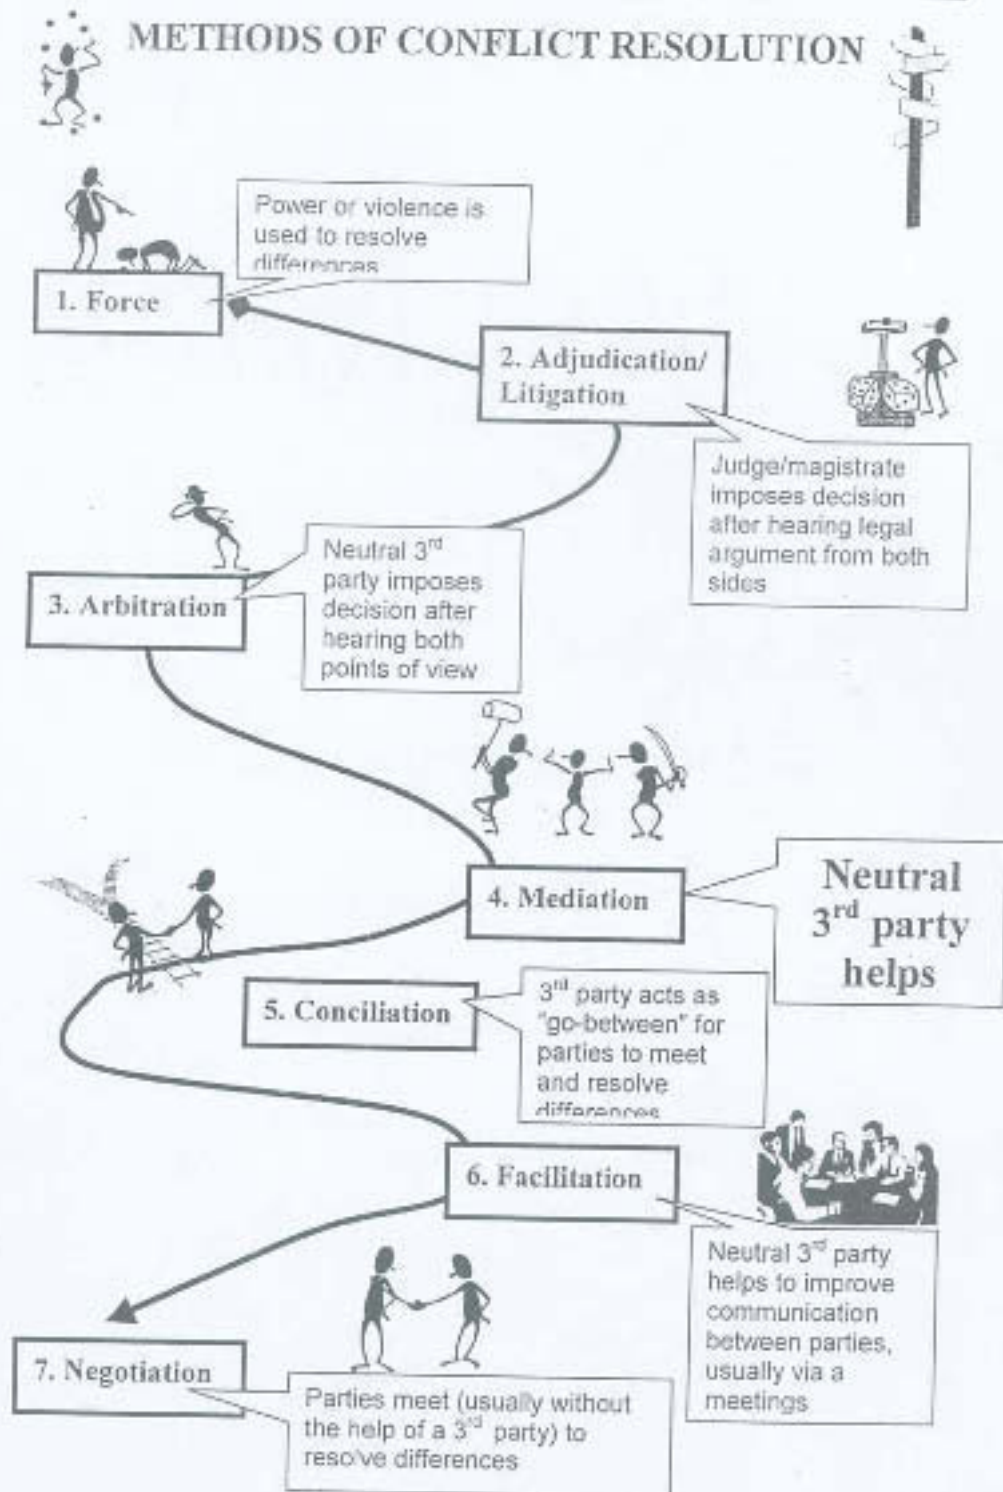 METHODS OF CONFLICT RESOLUTION
Power or violence is
used to resolve
differences
1. Force
2. Adjudication/
Litigation
Judge/magistrate
imposes decision
after hearing legal
argument from both
sides
Neutral 3rd
party imposes
decision after
hearing both
points of view
3. Arbitration
4. Mediation
Neutral
3rd party
helps
5. Conciliation
3rd party acts as
"go-between" for
parties to meet
and resolve
differences
6. Facilitation
Neutral 3rd party
helps to improve
communication
between parties,
usually via a
meetings
7. Negotiation
Parties meet (usually without
the help of a 3rd party) to
resolve differences